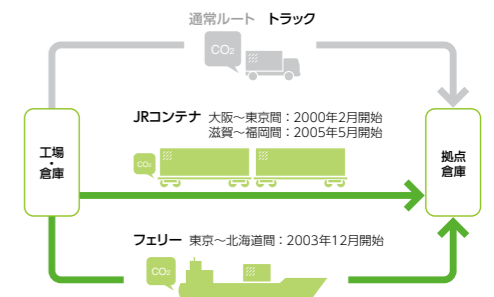 通常ルート トラック
CO2
JRコンテナ 大阪～東京間：2000年2月開始
滋賀～福岡間：2005年5月開始
工場
・
倉庫
CO2
拠点
倉庫
フェリー 東京～北海道間：2003年12月開始
CO2